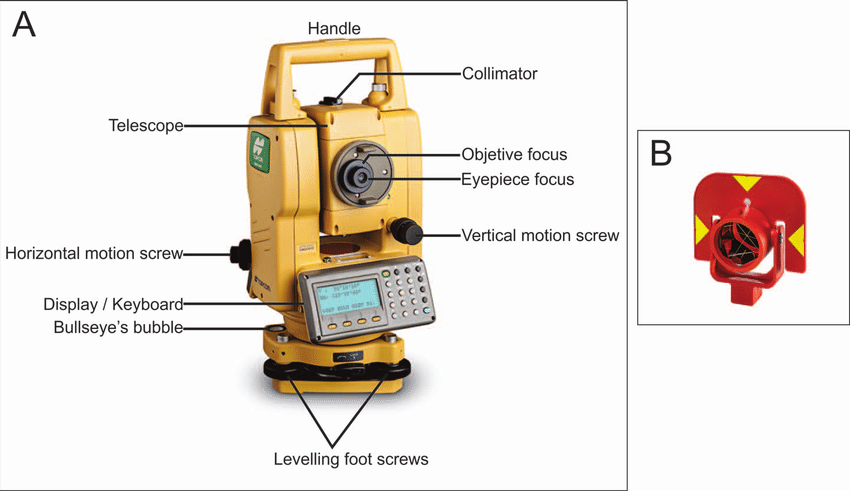 A
Handle
Collimator
Telescope
Objetive focus
Eyepiece focus
Horizontal motion screw
Vertical motion screw
Display / Keyboard
Bullseye's bubble
Levelling foot screws
TOPCON
B